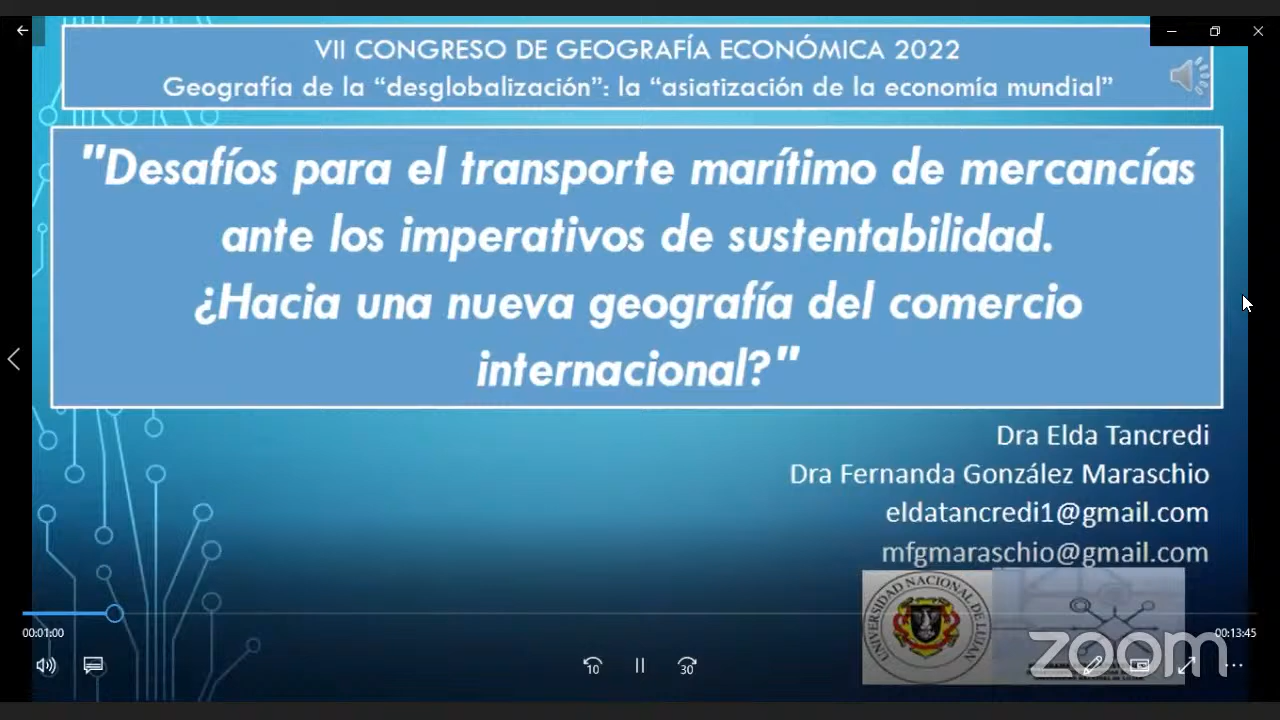 VII CONGRESO DE GEOGRAFÍA ECONÓMICA 2022
Geografía de la “desglobalización”: la “asiatización de la economía mundial”
"Desafíos para el transporte marítimo de mercancías
ante los imperativos de sustentabilidad.
¿Hacia una nueva geografía del comercio
internacional?"
Dra Elda Tancredi
Dra Fernanda González Maraschio
eldatancredi1@gmail.com
mfgmaraschio@gmail.com
UNIVERSIDAD NACIONAL DE LUJAN
zoom
00:01:00
00:13:45
10
30